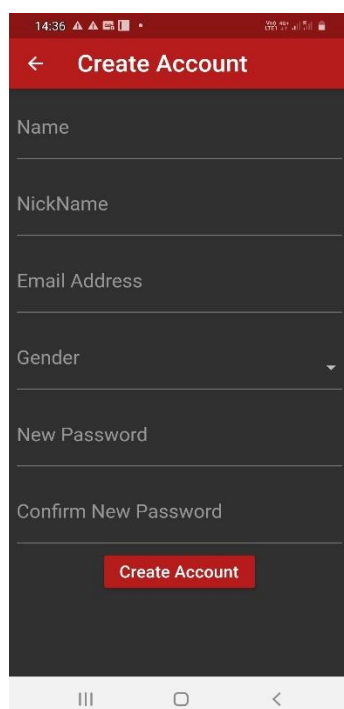 14:36
Create Account
Name
NickName
Email Address
Gender
New Password
Confirm New Password
Create Account